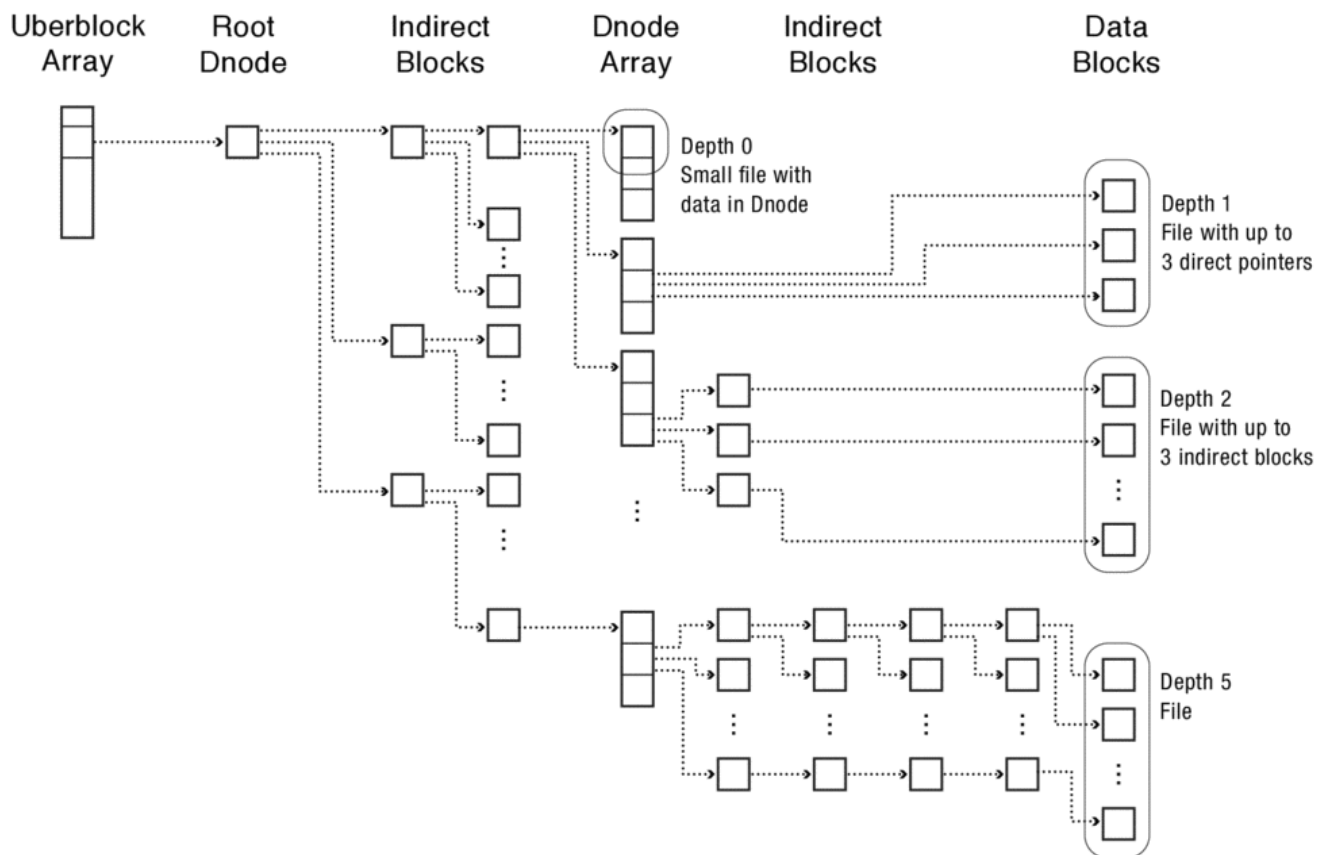 Uberblock
Array
Root
Dnode
Indirect
Blocks
Dnode
Array
Indirect
Blocks
Data
Blocks
Depth 0
Small file with
data in Dnode
Depth 1
File with up to
3 direct pointers
Depth 2
File with up to
3 indirect blocks
Depth 5
File